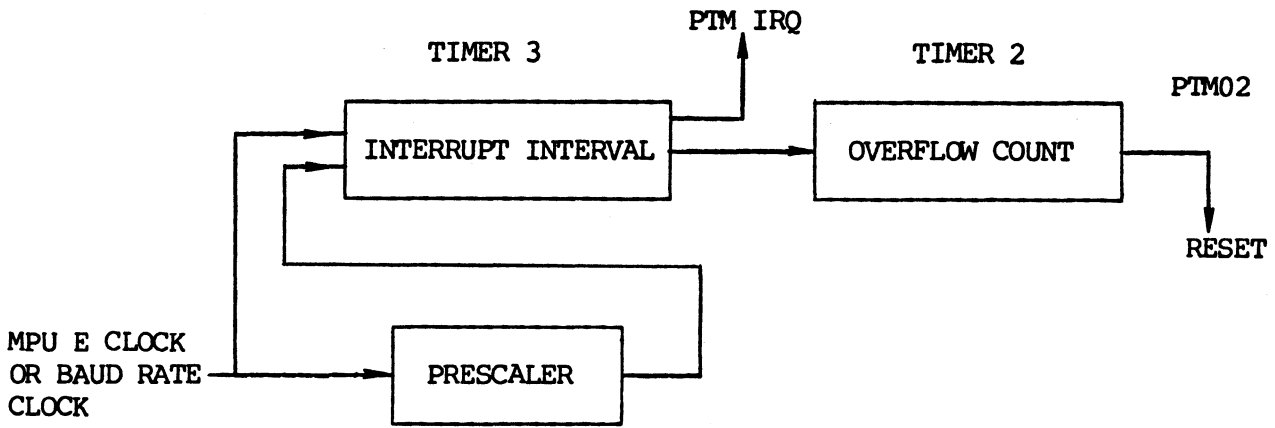 PTM IRQ
TIMER 3
TIMER 2
PTM02
INTERRUPT INTERVAL
OVERFLOW COUNT
RESET
MPU E CLOCK
OR BAUD RATE
CLOCK
PRESCALER